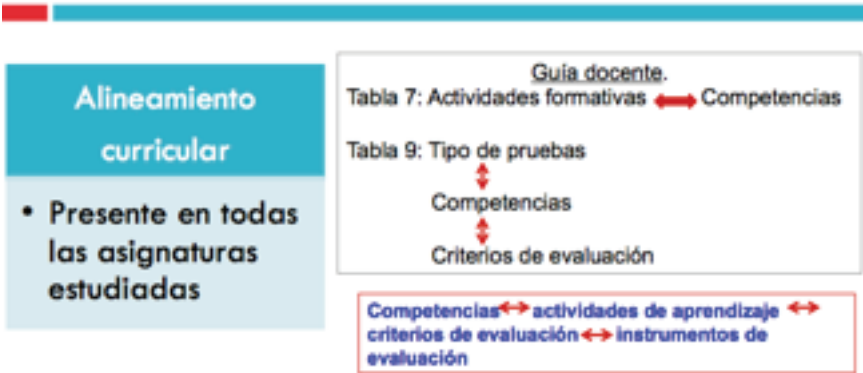 Alineamiento
curricular
• Presente en todas
las asignaturas
estudiadas
Guía docente.
Tabla 7: Actividades formativas ↔ Competencias
Tabla 9: Tipo de pruebas
↕
Competencias
↕
Criterios de evaluación
Competencias↔actividades de aprendizaje ↔
criterios de evaluación↔instrumentos de
evaluación